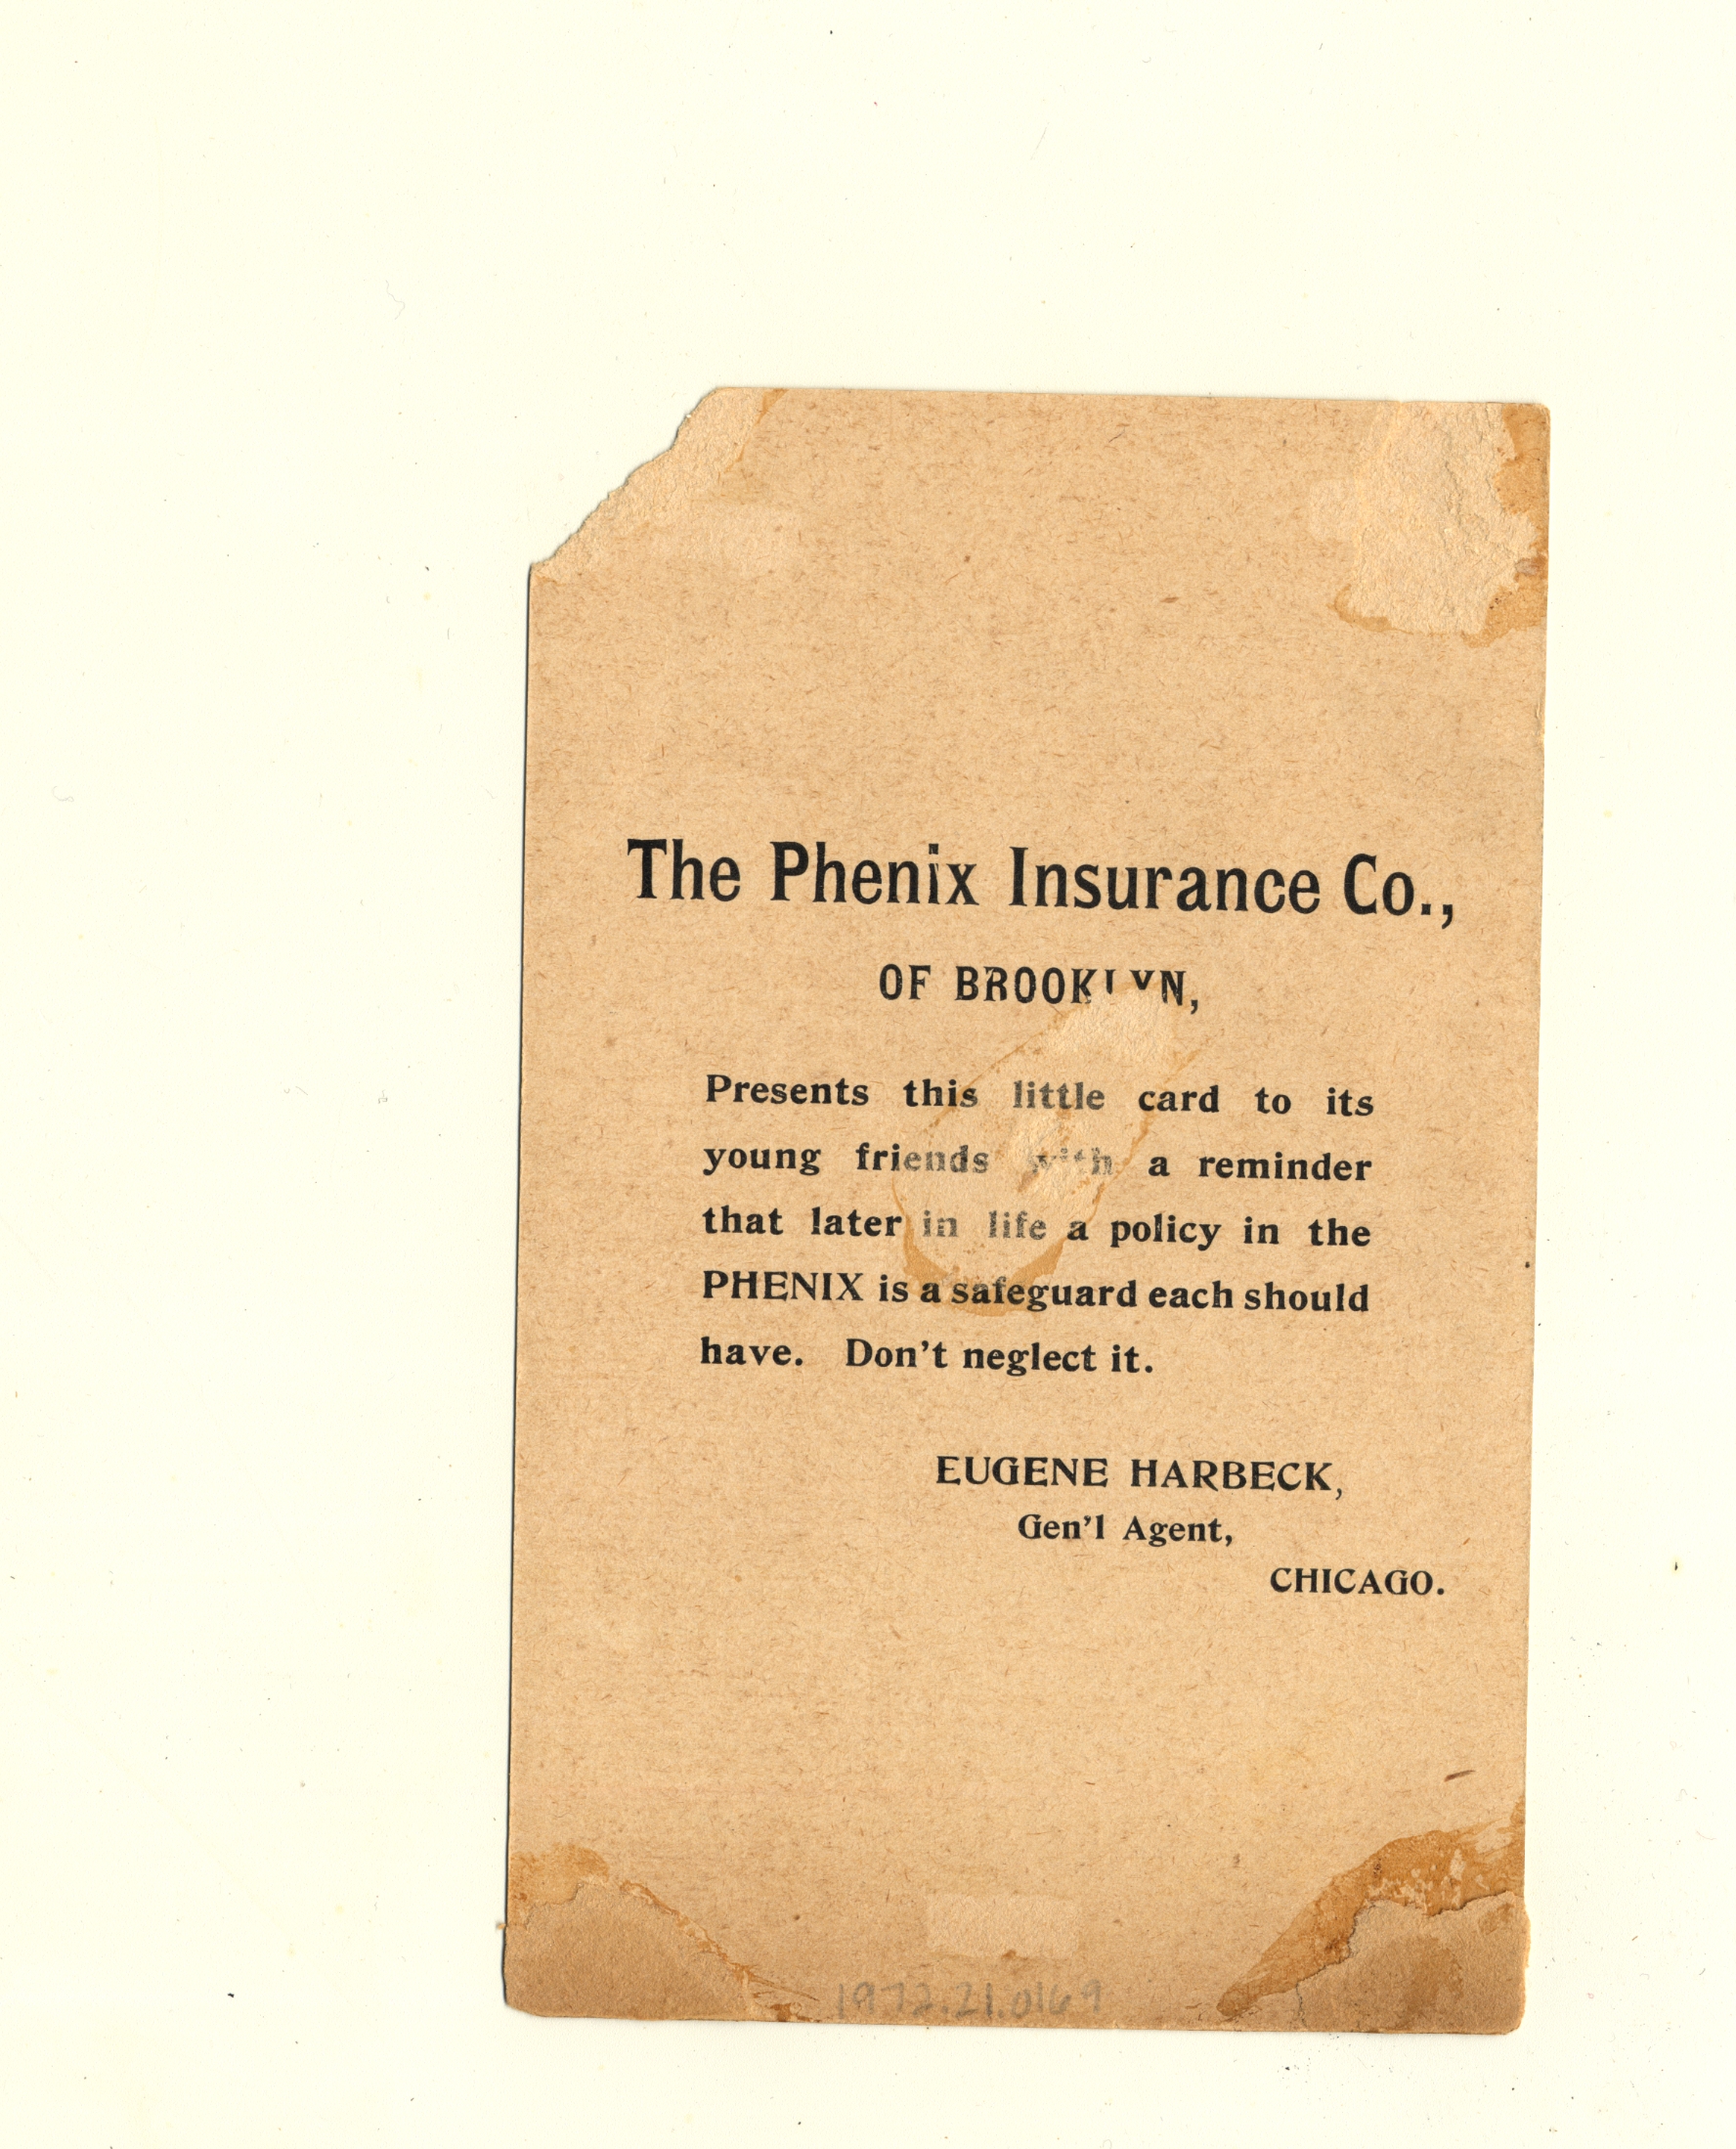 The Phenix Insurance Co.,
OF BROOKLYN,
Presents this little card to its
young friends with a reminder
that later in life a policy in the
PHENIX is a safeguard each should
have. Don't neglect it.
EUGENE HARBECK,
Gen'l Agent,
CHICAGO.
1972.21.0169